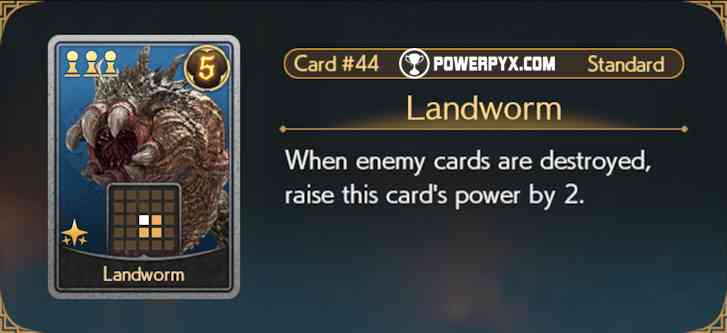 5
Landworm
Card #44 POWERPYX.COM Standard
Landworm
When enemy cards are destroyed,
raise this card's power by 2.